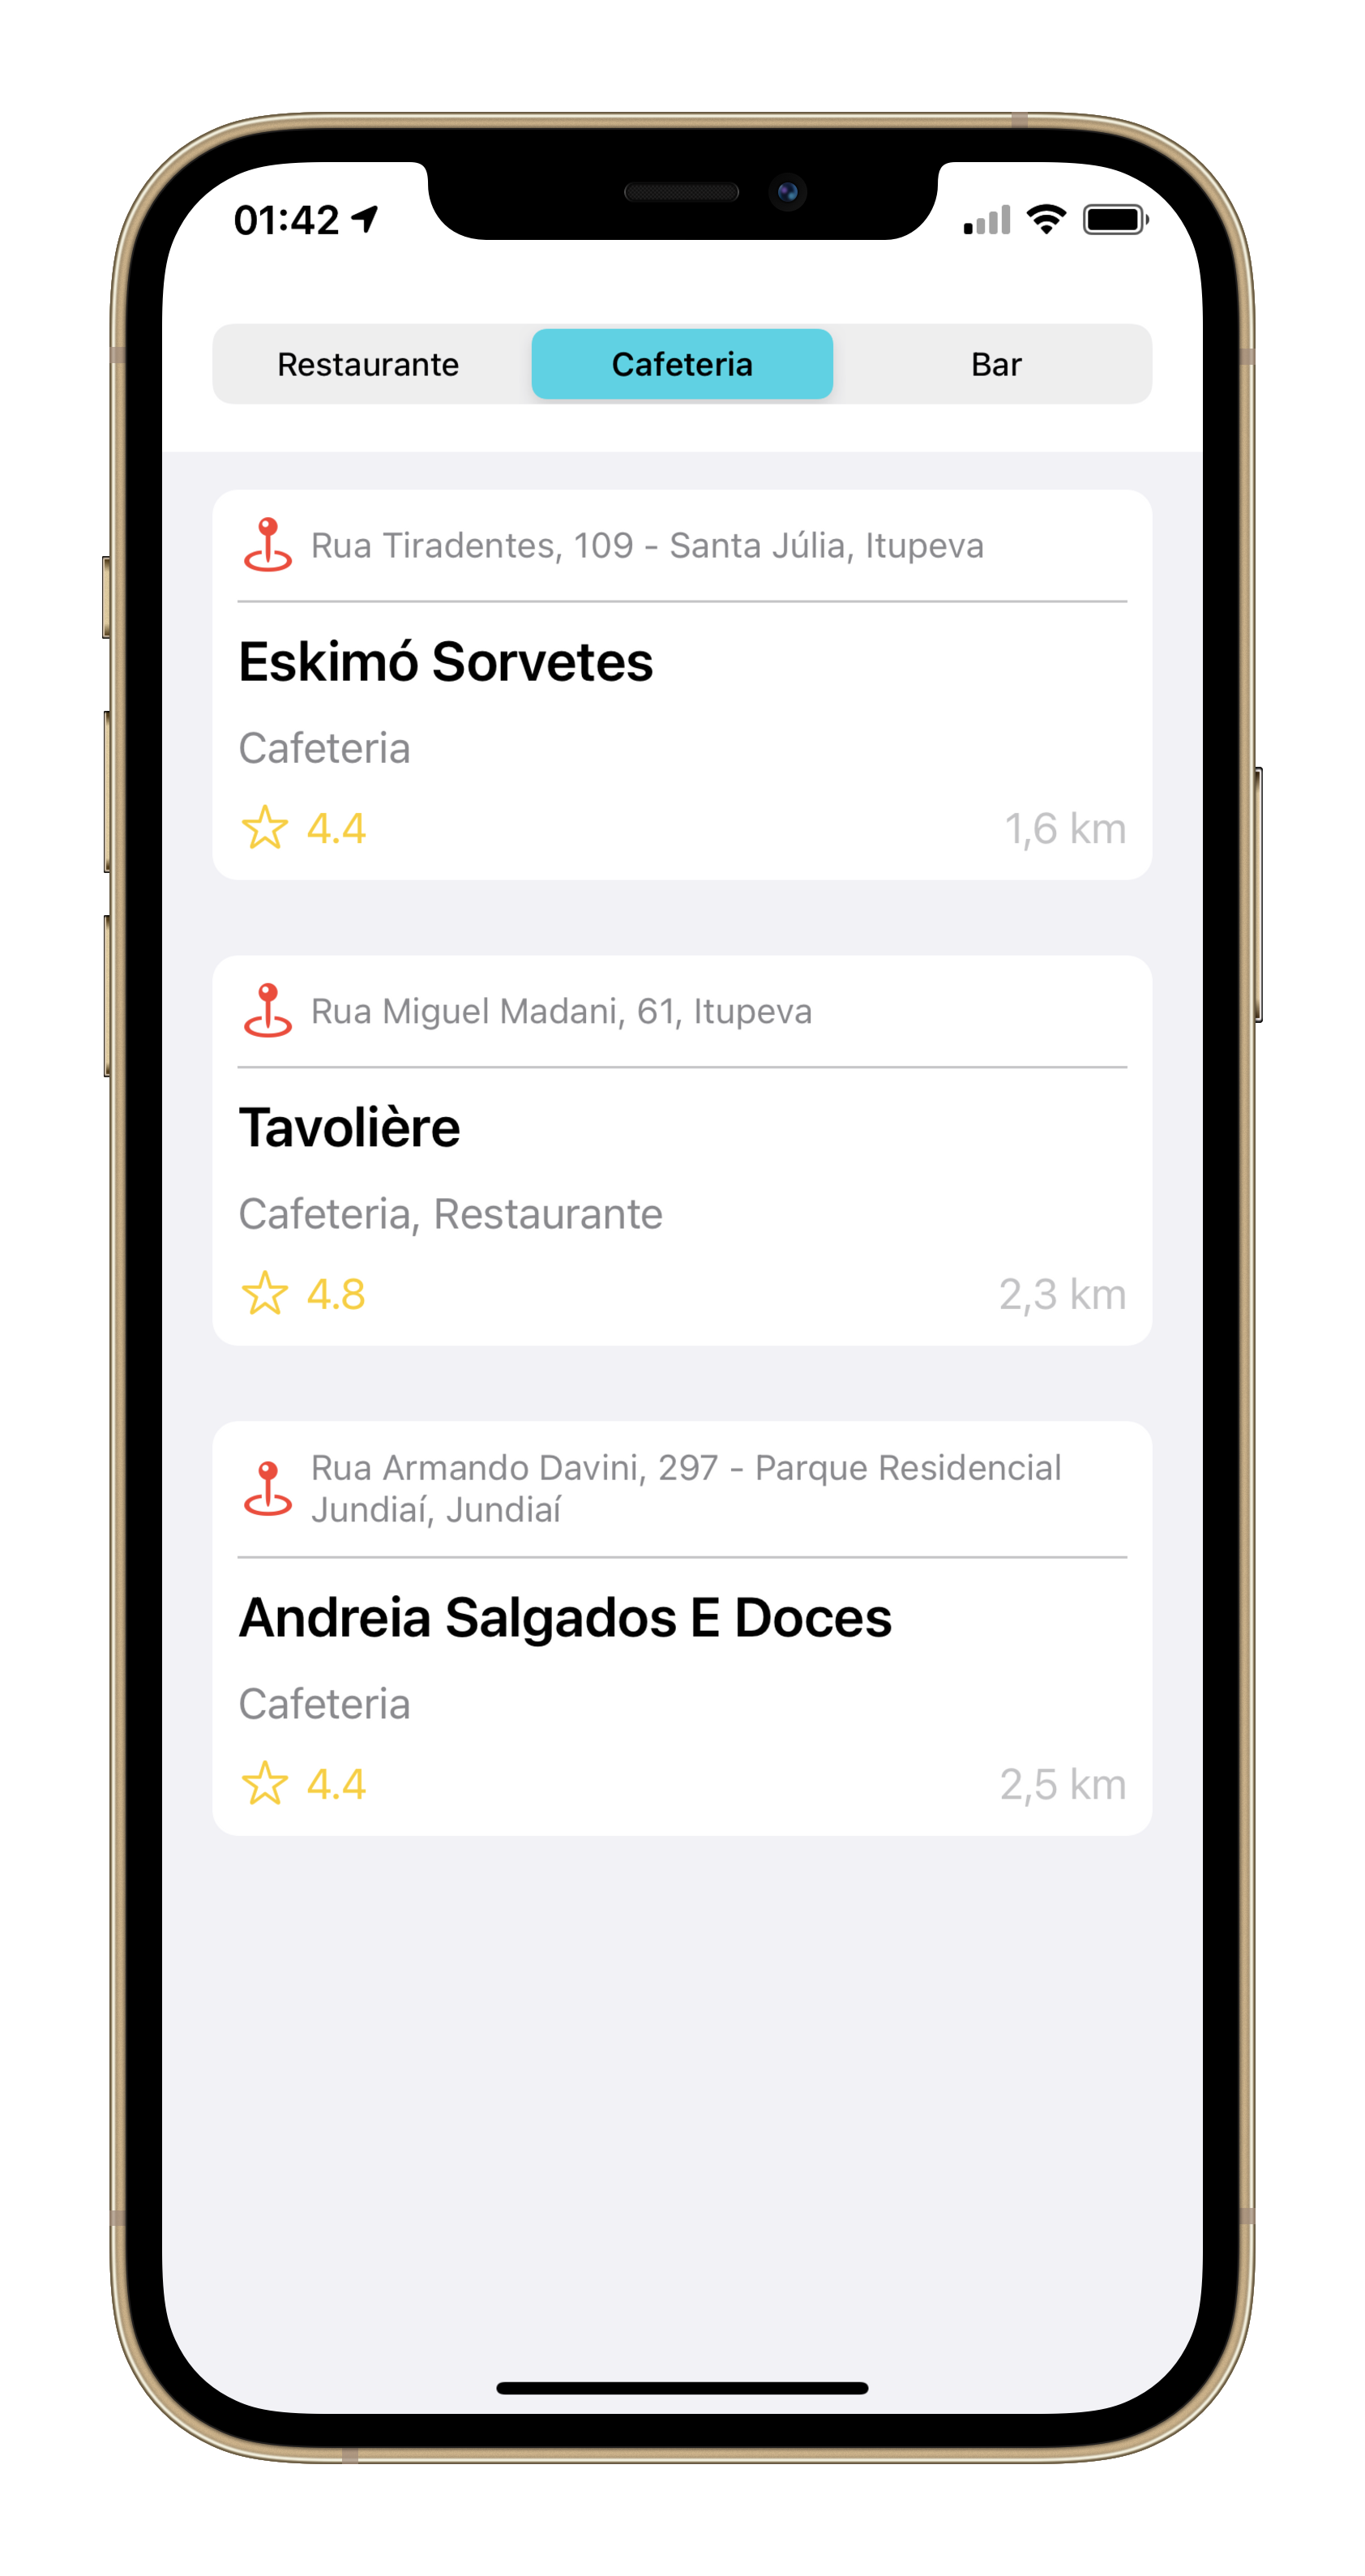 01:42
Restaurante Cafeteria Bar
Rua Tiradentes, 109 - Santa Júlia, Itupeva
Eskimó Sorvetes
Cafeteria
4.4 1,6 km
Rua Miguel Madani, 61, Itupeva
Tavolière
Cafeteria, Restaurante
4.8 2,3 km
Rua Armando Davini, 297 - Parque Residencial
Jundiaí, Jundiaí
Andreia Salgados E Doces
Cafeteria
4.4 2,5 km